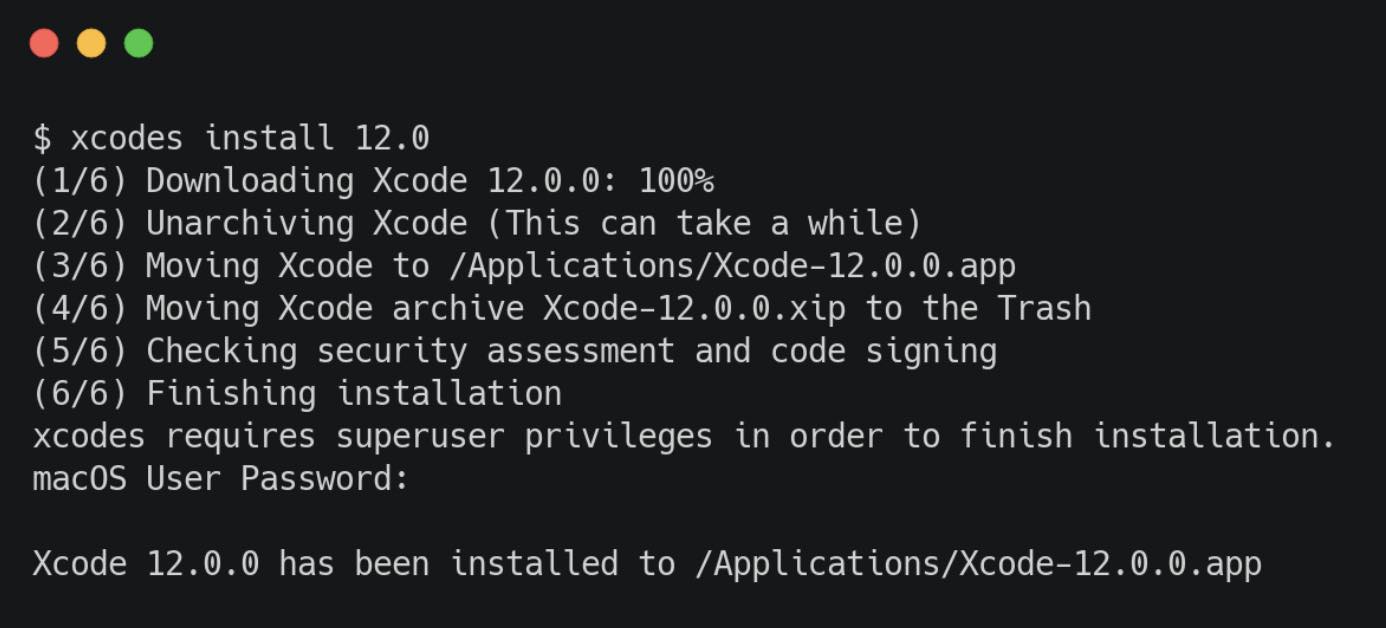 $ xcodes install 12.0
(1/6) Downloading Xcode 12.0.0: 100%
(2/6) Unarchiving Xcode (This can take a while)
(3/6) Moving Xcode to /Applications/Xcode-12.0.0.app
(4/6) Moving Xcode archive Xcode-12.0.0.xip to the Trash
(5/6) Checking security assessment and code signing
(6/6) Finishing installation
xcodes requires superuser privileges in order to finish installation.
macOS User Password:
Xcode 12.0.0 has been installed to /Applications/Xcode-12.0.0.app